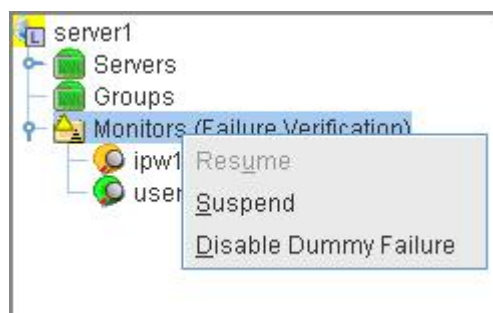 L server1
Servers
Groups
Monitors (Failure Verification)
ipw1
Resume
user
Suspend
Disable Dummy Failure